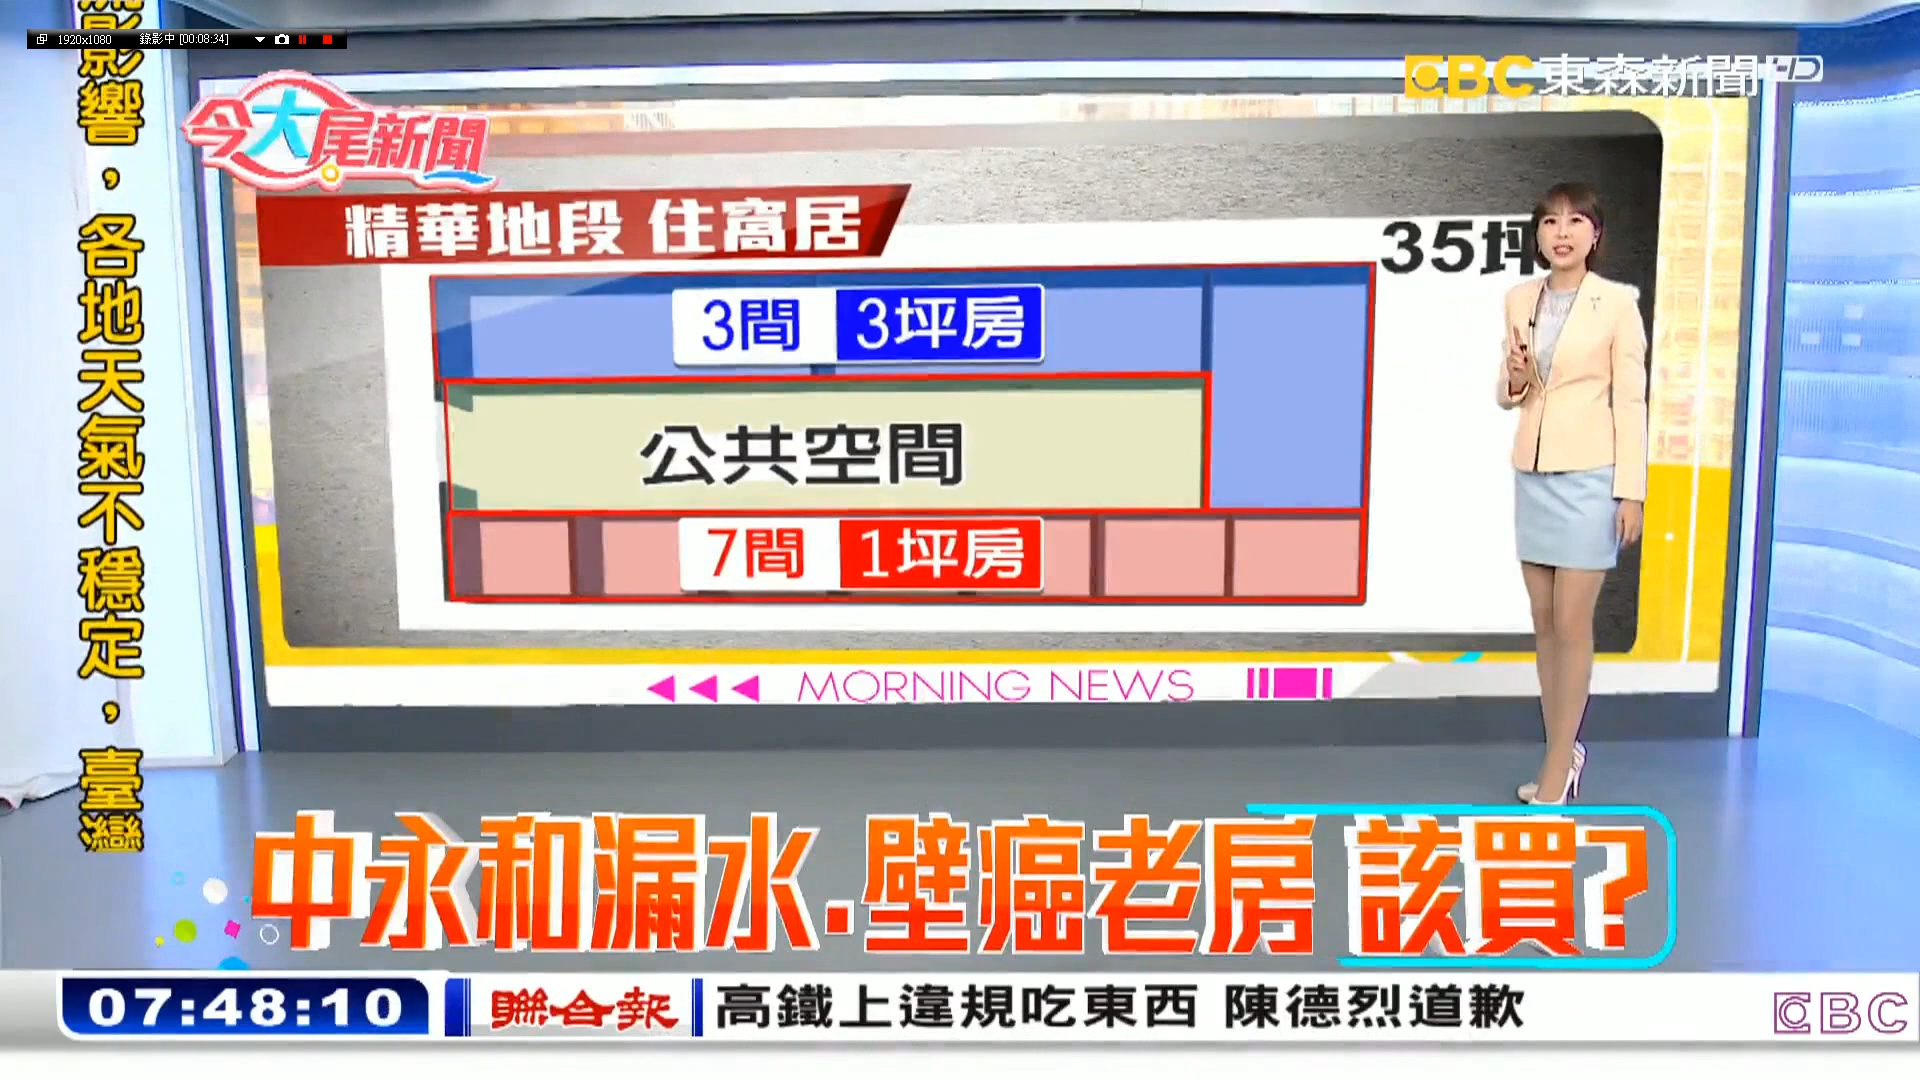 1920x1080 錄影中 [00:08:34]
EBC東森新聞HD
今大尾新聞
精華地段 住窩居
35坪
3間 3坪房
公共空間
7間 1坪房
MORNING NEWS
影響，各地天氣不穩定，臺灣
中永和漏水.壁癌老房 該買?
07:48:10 聯合報 高鐵上違規吃東西 陳德烈道歉
EBC